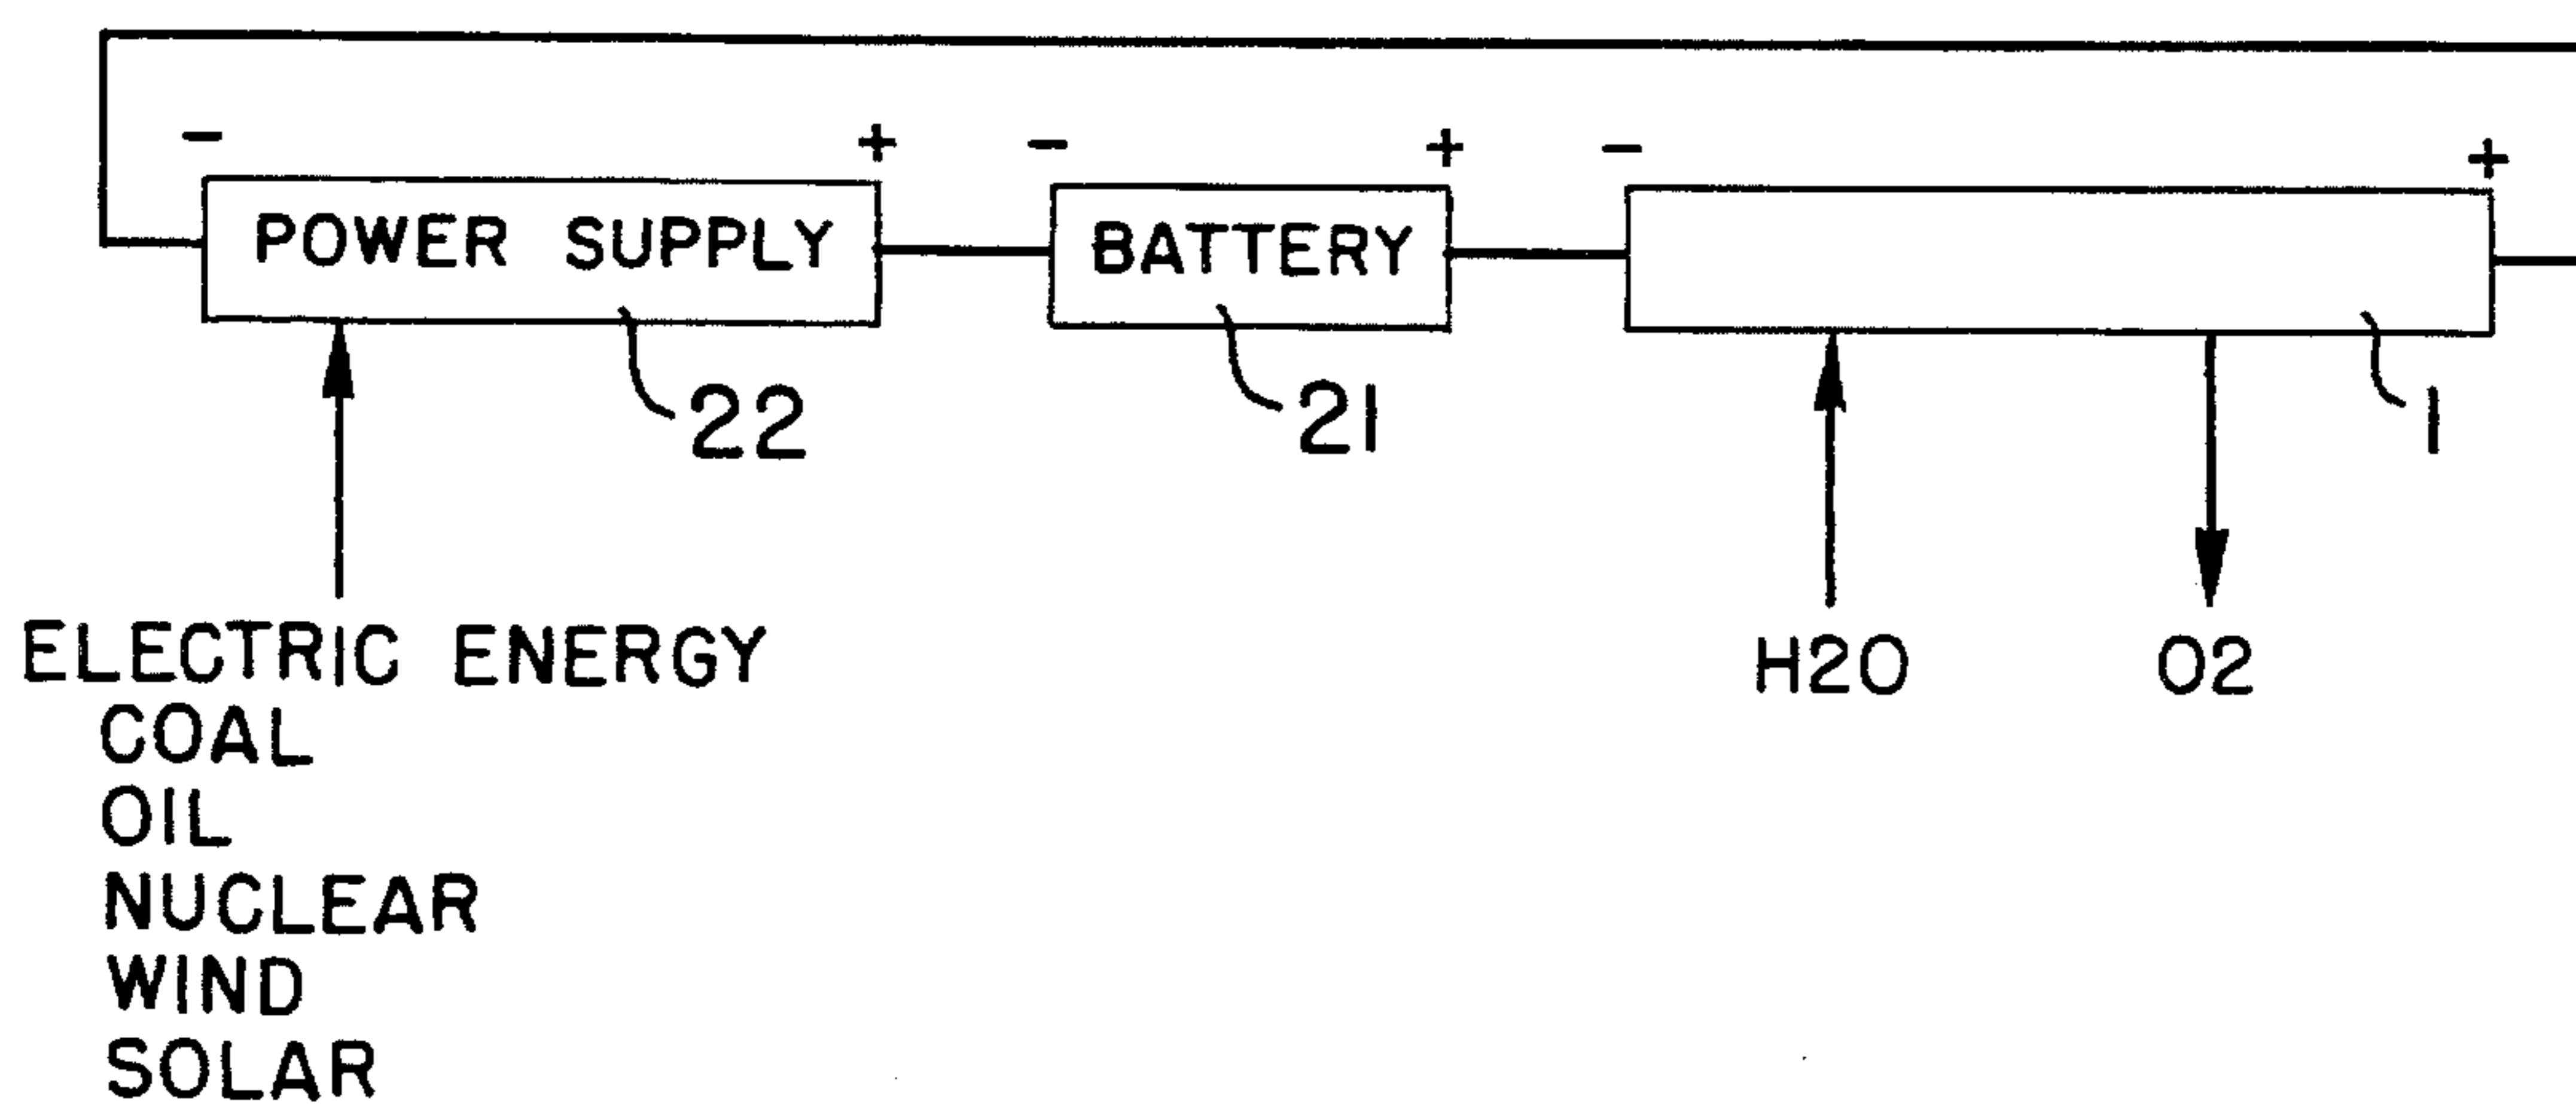 - + - + - +
POWER SUPPLY BATTERY
22 21 1
ELECTRIC ENERGY H2O O2
COAL
OIL
NUCLEAR
WIND
SOLAR